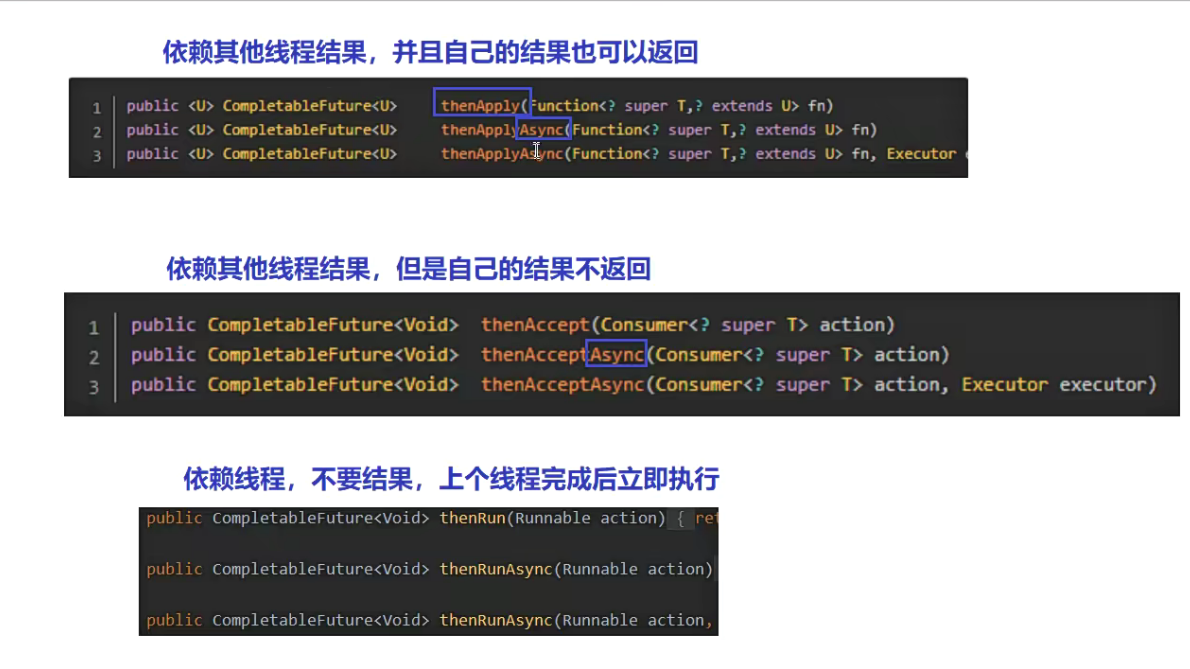 依赖其他线程结果，并且自己的结果也可以返回
1 public <U> CompletableFuture<U> thenApply(Function<? super T,? extends U> fn)
2 public <U> CompletableFuture<U> thenApplyAsync(Function<? super T,? extends U> fn)
3 public <U> CompletableFuture<U> thenApplyAsync(Function<? super T,? extends U> fn, Executor
依赖其他线程结果，但是自己的结果不返回
1 public CompletableFuture<Void> thenAccept(Consumer<? super T> action)
2 public CompletableFuture<Void> thenAcceptAsync(Consumer<? super T> action)
3 public CompletableFuture<Void> thenAcceptAsync(Consumer<? super T> action, Executor executor)
依赖线程，不要结果，上个线程完成后立即执行
public CompletableFuture<Void> thenRun(Runnable action) { ret
public CompletableFuture<Void> thenRunAsync(Runnable action)
public CompletableFuture<Void> thenRunAsync(Runnable action,